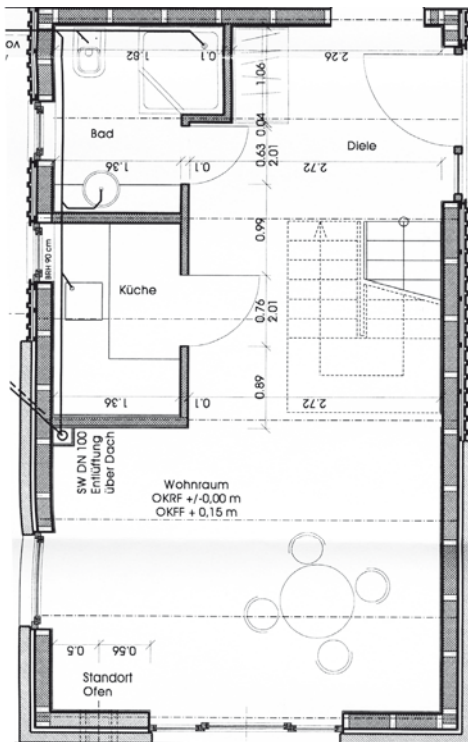 VO
1.82
0.1
1.06
2.26
Bad
0.04
Diele
1.36
0.1
0.63
2.01
2.72
0.99
BRH 90 cm
Küche
0.76
2.01
1.36
0.1
0.89
2.72
SW DN 100
Entlüftung
über Dach
Wohnraum
OKRF +/-0,00 m
OKFF + 0,15 m
0.5
0.56
Standort
Ofen